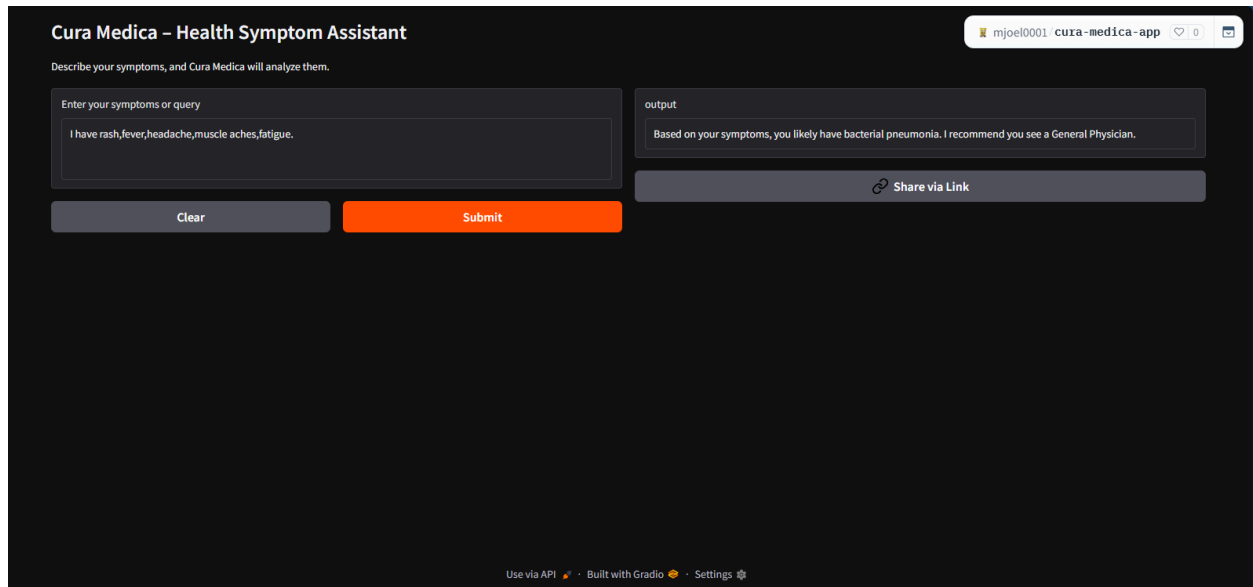 Cura Medica – Health Symptom Assistant
mjoel0001/cura-medica-app 0
Describe your symptoms, and Cura Medica will analyze them.
Enter your symptoms or query
I have rash,fever,headache,muscle aches,fatigue.
Clear
Submit
output
Based on your symptoms, you likely have bacterial pneumonia. I recommend you see a General Physician.
Share via Link
Use via API · Built with Gradio · Settings